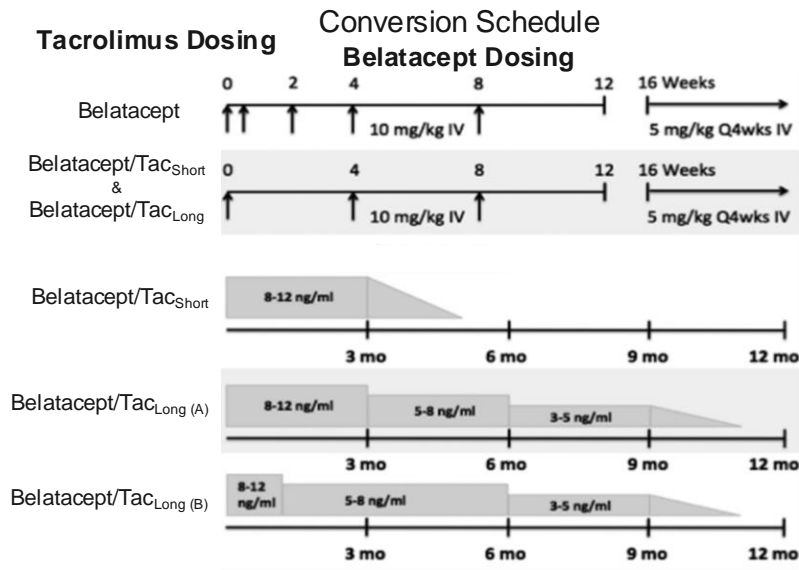 Conversion Schedule
Tacrolimus Dosing
Belatacept Dosing
0 2 4 8 12 16 Weeks
Belatacept
10 mg/kg IV 5 mg/kg Q4wks IV
Belatacept/TacShort
&
Belatacept/TacLong
0 4 8 12 16 Weeks
10 mg/kg IV 5 mg/kg Q4wks IV
Belatacept/TacShort
8-12 ng/ml
3 mo 6 mo 9 mo 12 mo
Belatacept/TacLong (A)
8-12 ng/ml 5-8 ng/ml 3-5 ng/ml
3 mo 6 mo 9 mo 12 mo
Belatacept/TacLong (B)
8-12
ng/ml 5-8 ng/ml 3-5 ng/ml
3 mo 6 mo 9 mo 12 mo